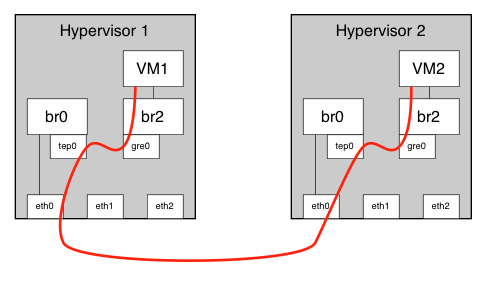 Hypervisor 1
VM1
br0
br2
tep0
gre0
eth0
eth1
eth2
Hypervisor 2
VM2
br0
br2
tep0
gre0
eth0
eth1
eth2